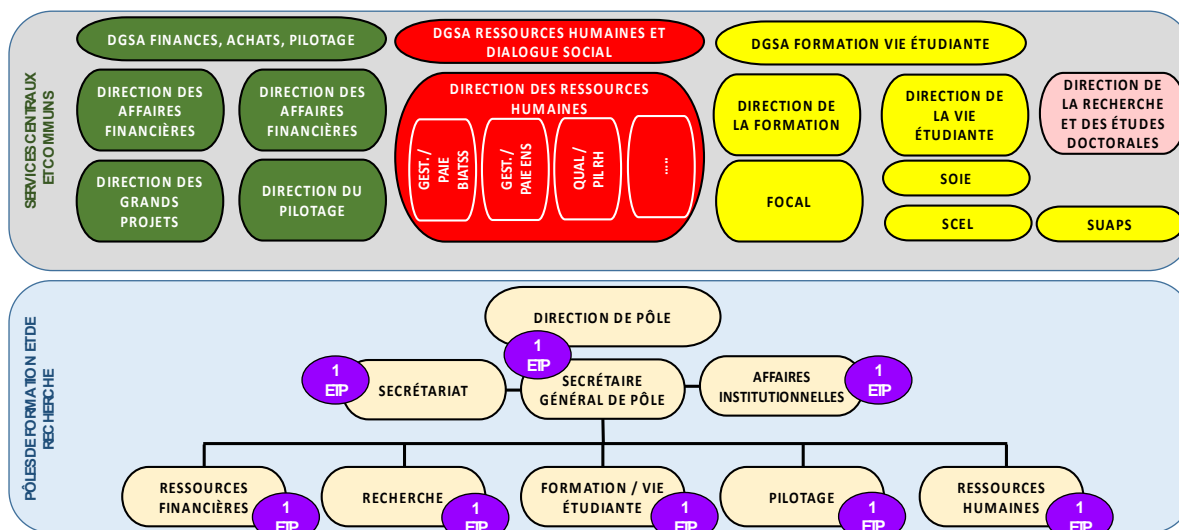 SERVICES CENTRAUX
ET COMMUNS
DGSA FINANCES, ACHATS, PILOTAGE
DGSA RESSOURCES HUMAINES ET
DIALOGUE SOCIAL
DGSA FORMATION VIE ÉTUDIANTE
DIRECTION DES
AFFAIRES
FINANCIÈRES
DIRECTION DES
AFFAIRES
FINANCIÈRES
DIRECTION DES
GRANDS
PROJETS
DIRECTION DU
PILOTAGE
DIRECTION DES RESSOURCES
HUMAINES
GEST. /
PAIE
BIATSS
GEST. /
PAIE ENS
QUAL /
PIL RH
.....
DIRECTION DE
LA FORMATION
FOCAL
DIRECTION DE
LA VIE
ÉTUDIANTE
SOIE
SCEL
DIRECTION DE
LA RECHERCHE
ET DES ÉTUDES
DOCTORALES
SUAPS
PÔLES DE FORMATION ET DE
RECHERCHE
DIRECTION DE PÔLE
1
ETP
SECRÉTARIAT
1
ETP
SECRÉTAIRE
GÉNÉRAL DE PÔLE
AFFAIRES
INSTITUTIONNELLES
1
ETP
RESSOURCES
FINANCIÈRES
1
ETP
RECHERCHE
1
ETP
FORMATION / VIE
ÉTUDIANTE
1
ETP
PILOTAGE
1
ETP
RESSOURCES
HUMAINES
1
ETP